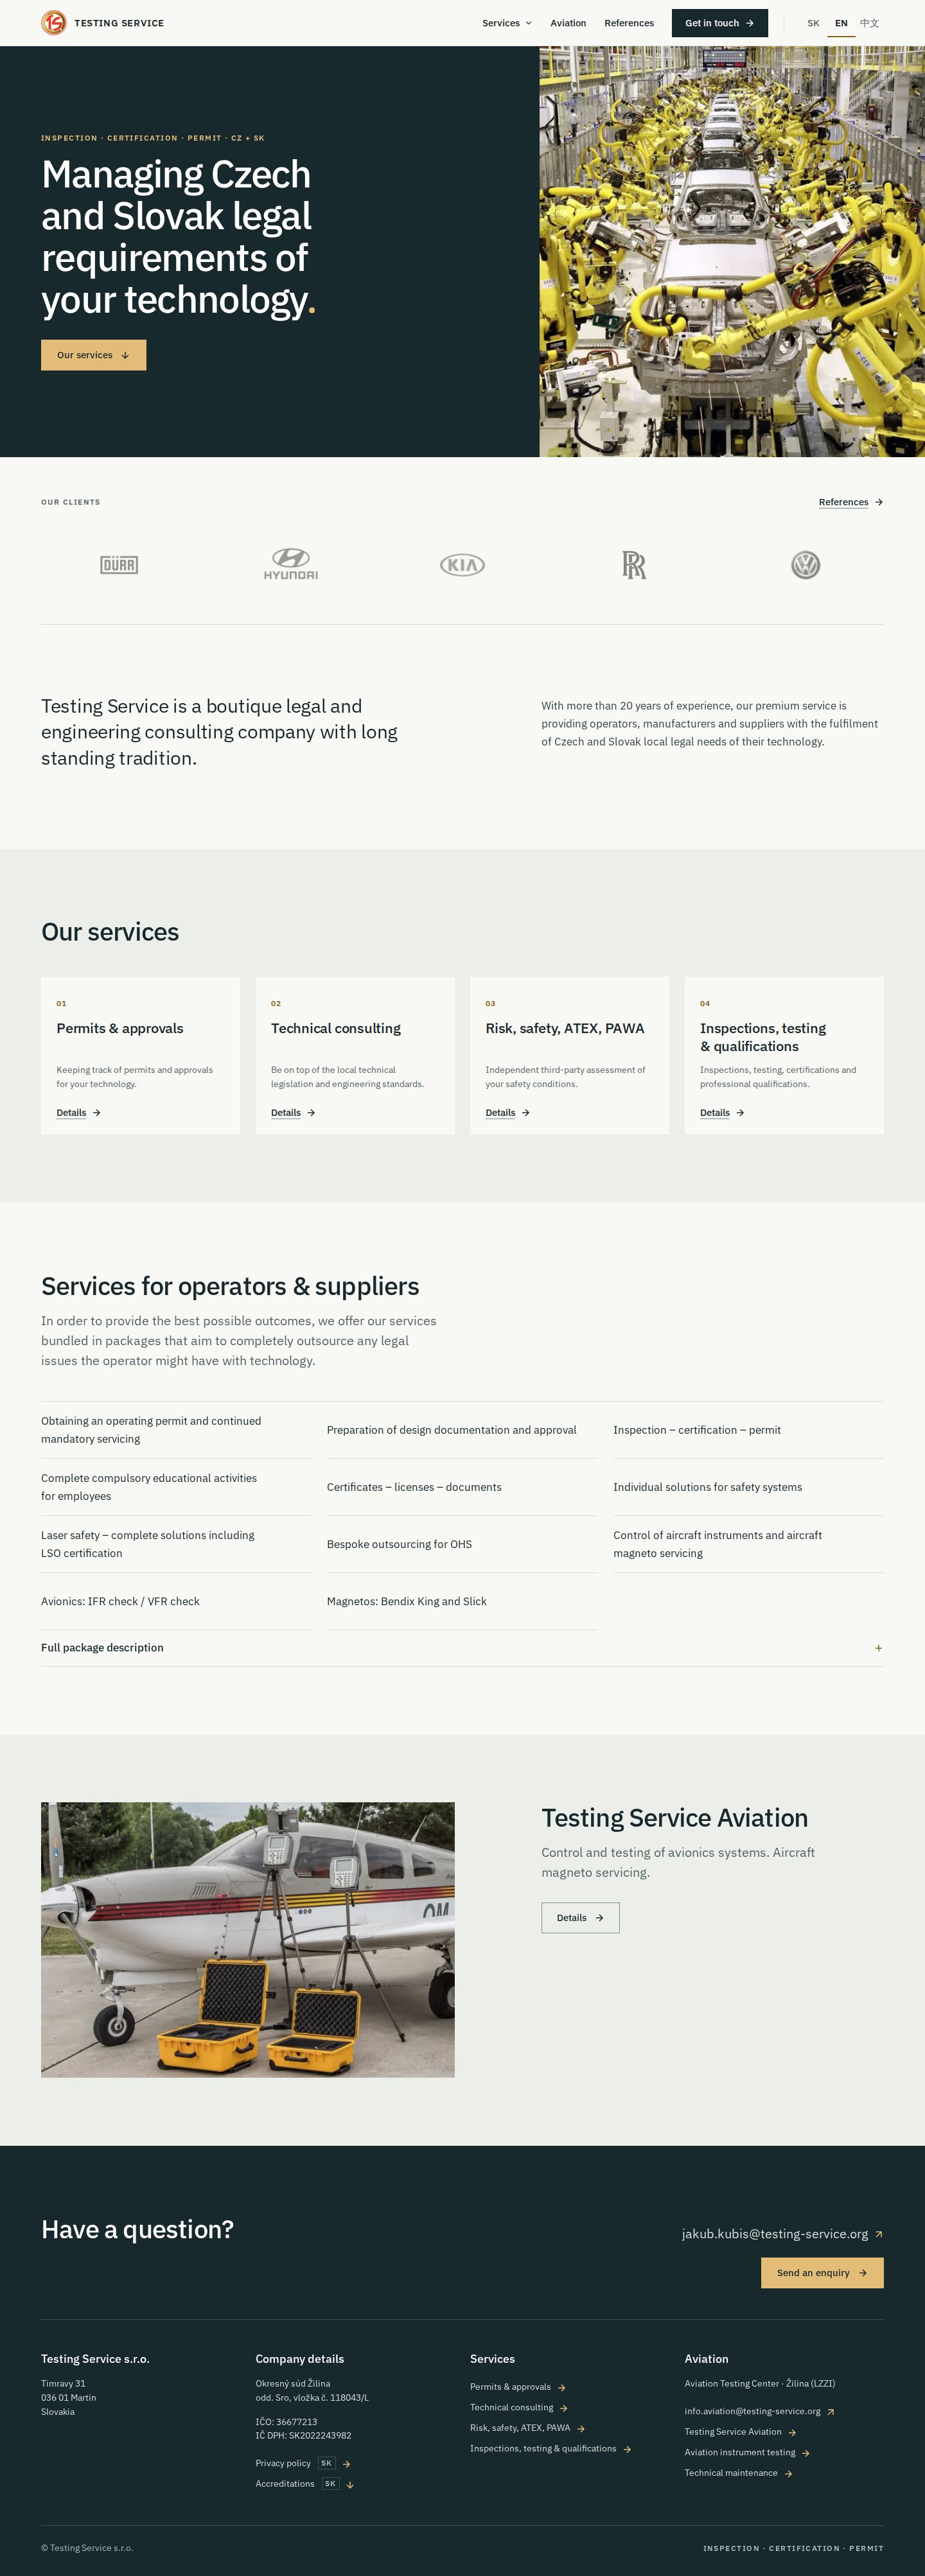 TESTING SERVICE
Services
Aviation
References
Get in touch
SK
EN
中文
INSPECTION · CERTIFICATION · PERMIT · CZ + SK
Managing Czech
and Slovak legal
requirements of
your technology.
Our services
OUR CLIENTS
References
DÜRR
HYUNDAI
KIA
Testing Service is a boutique legal and
engineering consulting company with long
standing tradition.
With more than 20 years of experience, our premium service is
providing operators, manufacturers and suppliers with the fulfilment
of Czech and Slovak local legal needs of their technology.
Our services
01
Permits & approvals
Keeping track of permits and approvals
for your technology.
Details
02
Technical consulting
Be on top of the local technical
legislation and engineering standards.
Details
03
Risk, safety, ATEX, PAWA
Independent third-party assessment of
your safety conditions.
Details
04
Inspections, testing
& qualifications
Inspections, testing, certifications and
professional qualifications.
Details
Services for operators & suppliers
In order to provide the best possible outcomes, we offer our services
bundled in packages that aim to completely outsource any legal
issues the operator might have with technology.
Obtaining an operating permit and continued
mandatory servicing
Preparation of design documentation and approval
Inspection – certification – permit
Complete compulsory educational activities
for employees
Certificates – licenses – documents
Individual solutions for safety systems
Laser safety – complete solutions including
LSO certification
Bespoke outsourcing for OHS
Control of aircraft instruments and aircraft
magneto servicing
Avionics: IFR check / VFR check
Magnetos: Bendix King and Slick
Full package description
+
OM
Testing Service Aviation
Control and testing of avionics systems. Aircraft
magneto servicing.
Details
Have a question?
jakub.kubis@testing-service.org
Send an enquiry
Testing Service s.r.o.
Timravy 31
036 01 Martin
Slovakia
Company details
Okresný súd Žilina
odd. Sro, vložka č. 118043/L
IČO: 36677213
IČ DPH: SK2022243982
Privacy policy SK
Accreditations SK
Services
Permits & approvals
Technical consulting
Risk, safety, ATEX, PAWA
Inspections, testing & qualifications
Aviation
Aviation Testing Center · Žilina (LZZI)
info.aviation@testing-service.org
Testing Service Aviation
Aviation instrument testing
Technical maintenance
© Testing Service s.r.o.
INSPECTION · CERTIFICATION · PERMIT